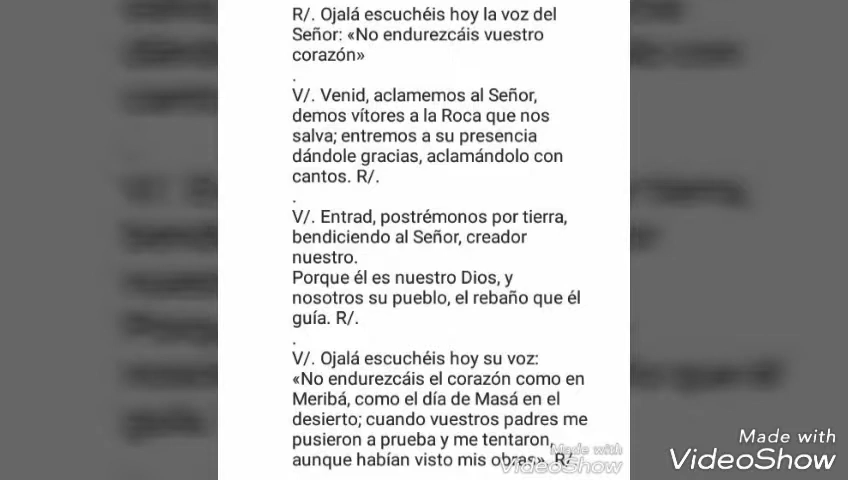 R/. Ojalá escuchéis hoy la voz del
Señor: «No endurezcáis vuestro
corazón»
.
V/. Venid, aclamemos al Señor,
demos vítores a la Roca que nos
salva; entremos a su presencia
dándole gracias, aclamándolo con
cantos. R/.
.
V/. Entrad, postrémonos por tierra,
bendiciendo al Señor, creador
nuestro.
Porque él es nuestro Dios, y
nosotros su pueblo, el rebaño que él
guía. R/.
.
V/. Ojalá escuchéis hoy su voz:
«No endurezcáis el corazón como en
Meribá, como el día de Masá en el
desierto; cuando vuestros padres me
pusieron a prueba y me tentaron,
aunque habían visto mis obras». R/.
Made with
VideoShow
Made with
VideoShow